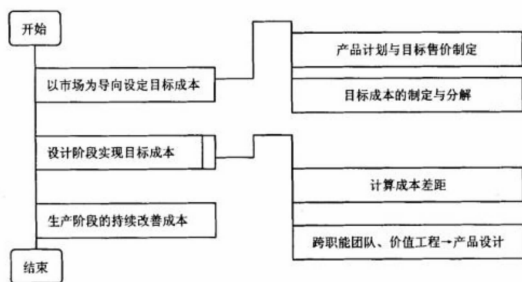 开始
产品计划与目标售价制定
以市场为导向设定目标成本
目标成本的制定与分解
设计阶段实现目标成本
计算成本差距
生产阶段的持续改善成本
跨职能团队、价值工程→产品设计
结束